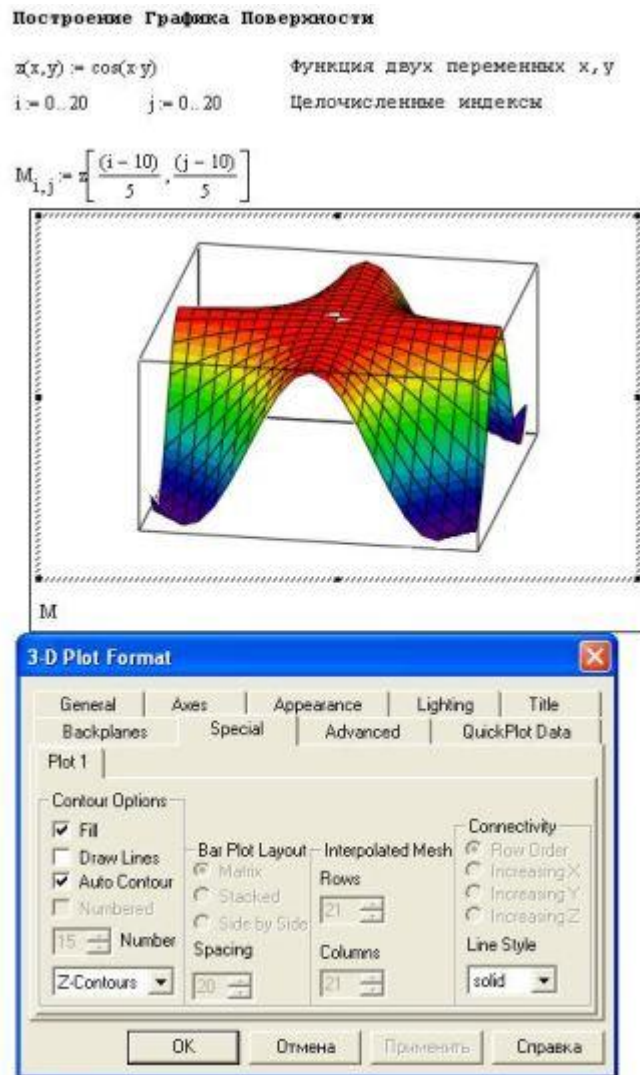 Построение Графика Поверхности
z(x,y) := cos(x·y) Функция двух переменных x,y
i := 0..20 j := 0..20 Целочисленные индексы
M i,j := z[ (i − 10) / 5 , (j − 10) / 5 ]
M
3-D Plot Format
General Axes Appearance Lighting Title
Backplanes Special Advanced QuickPlot Data
Plot 1
Contour Options
Fill
Draw Lines
Auto Contour
Numbered
15 Number
Z-Contours
Bar Plot Layout
Matrix
Stacked
Side by Side
Spacing
20
Interpolated Mesh
Rows
21
Columns
21
Connectivity
Row Order
Increasing X
Increasing Y
Increasing Z
Line Style
solid
OK Отмена Применить Справка